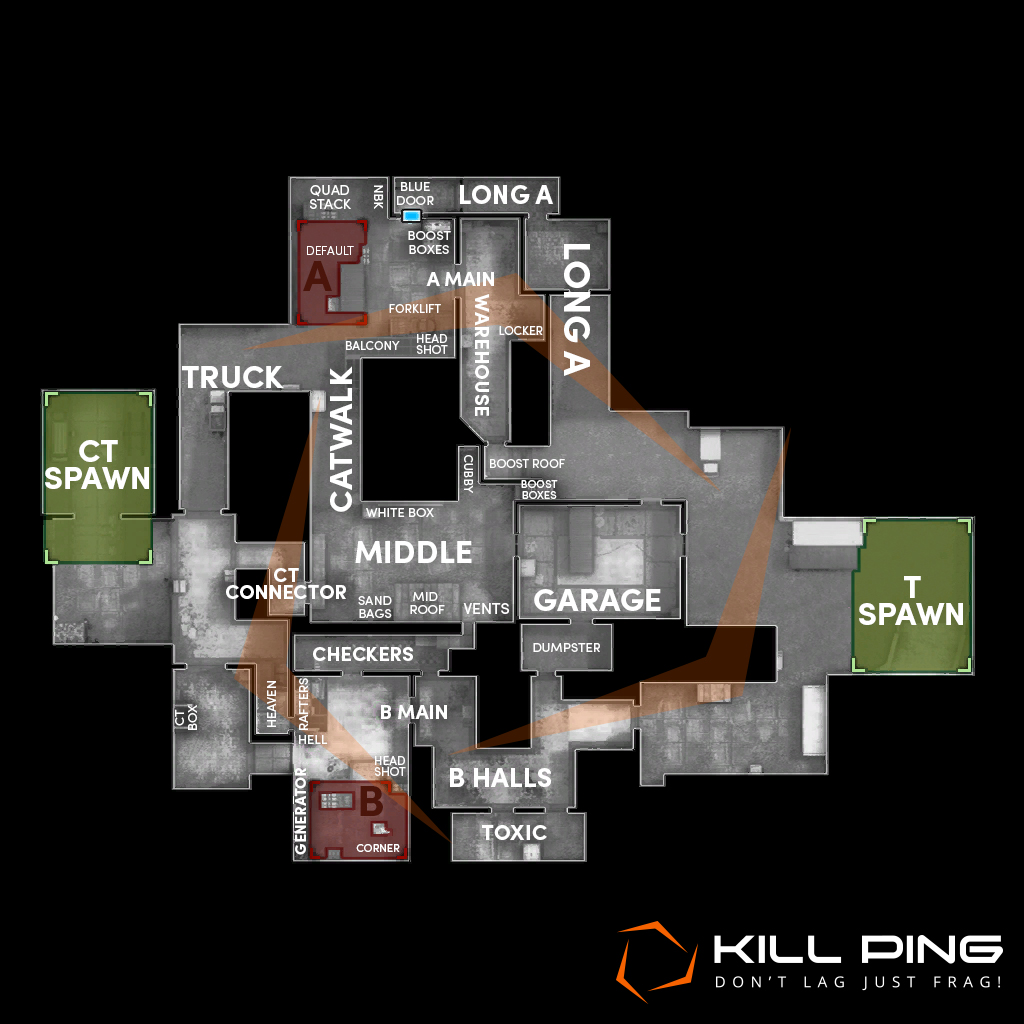 QUAD
STACK
NBK
BLUE
DOOR
LONG A
DEFAULT
A
BOOST
BOXES
A MAIN
LONG A
FORKLIFT
WAREHOUSE
LOCKER
BALCONY
HEAD
SHOT
TRUCK
CATWALK
CT
SPAWN
CUBBY
BOOST ROOF
BOOST
BOXES
WHITE BOX
MIDDLE
CT
CONNECTOR
SAND
BAGS
MID
ROOF
VENTS
GARAGE
T
SPAWN
CHECKERS
DUMPSTER
CT
BOX
HEAVEN
RAFTERS
B MAIN
HELL
HEAD
SHOT
GENERATOR
B
B HALLS
CORNER
TOXIC
KILL PING
DON'T LAG JUST FRAG!